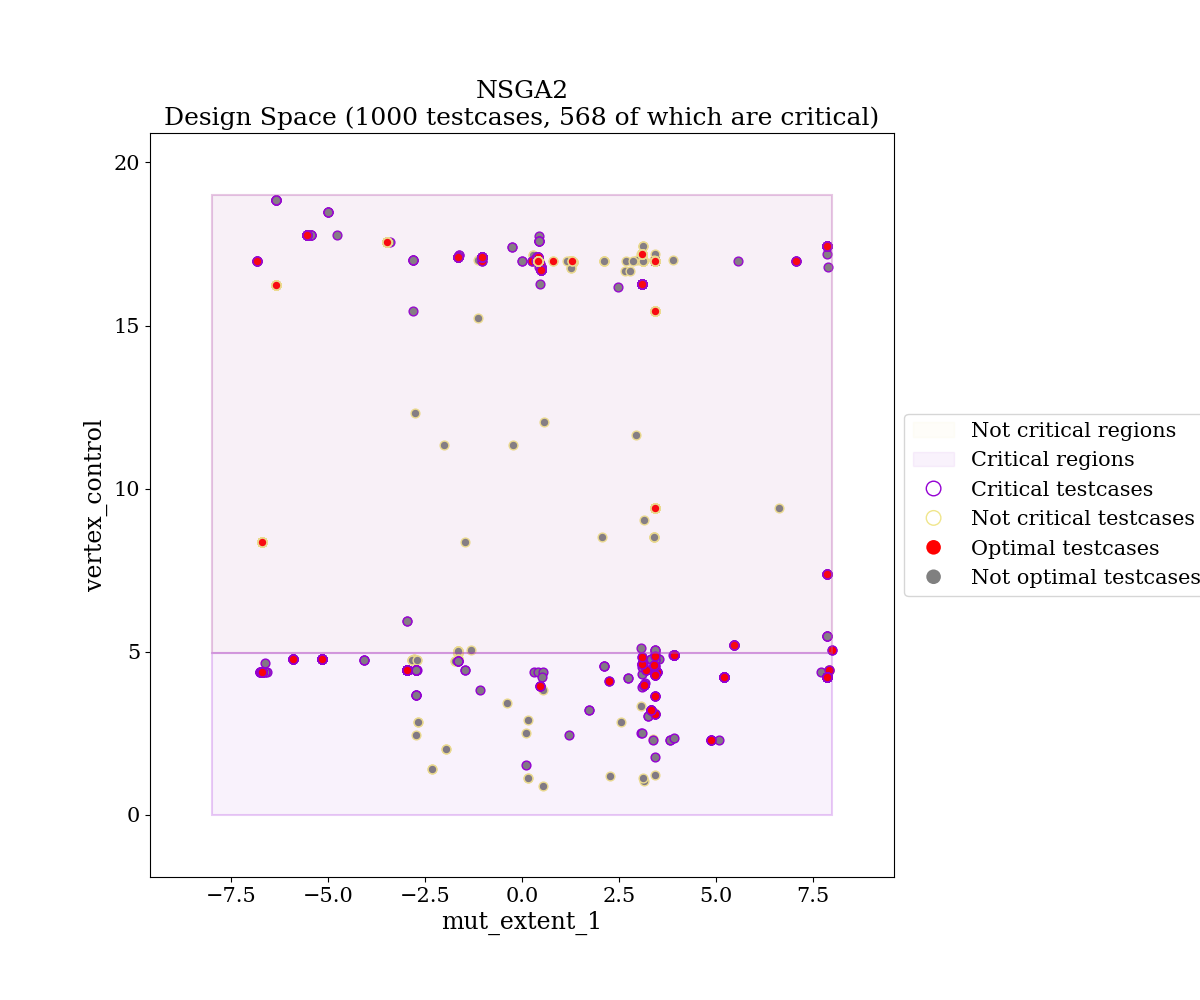 NSGA2
Design Space (1000 testcases, 568 of which are critical)
20
15
10
5
0
vertex_control
−7.5
−5.0
−2.5
0.0
2.5
5.0
7.5
mut_extent_1
Not critical regions
Critical regions
Critical testcases
Not critical testcases
Optimal testcases
Not optimal testcases